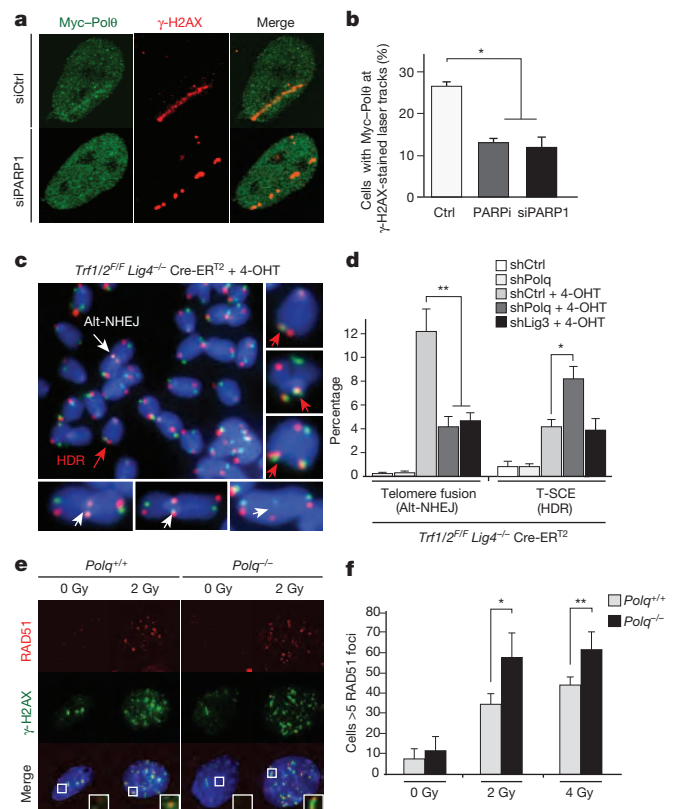 a
Myc–Polθ
γ-H2AX
Merge
siCtrl
siPARP1
b
Cells with Myc–Polθ at
γ-H2AX-stained laser tracks (%)
30
20
10
0
*
Ctrl
PARPi
siPARP1
c
Trf1/2F/F Lig4–/– Cre-ERT2 + 4-OHT
Alt-NHEJ
HDR
d
shCtrl
shPolq
shCtrl + 4-OHT
shPolq + 4-OHT
shLig3 + 4-OHT
Percentage
12
10
8
6
4
2
0
**
*
Telomere fusion
(Alt-NHEJ)
T-SCE
(HDR)
Trf1/2F/F Lig4–/– Cre-ERT2
e
Polq+/+
Polq–/–
0 Gy
2 Gy
0 Gy
2 Gy
RAD51
γ-H2AX
Merge
f
Cells >5 RAD51 foci
80
70
60
50
40
30
20
10
0
*
**
Polq+/+
Polq–/–
0 Gy
2 Gy
4 Gy